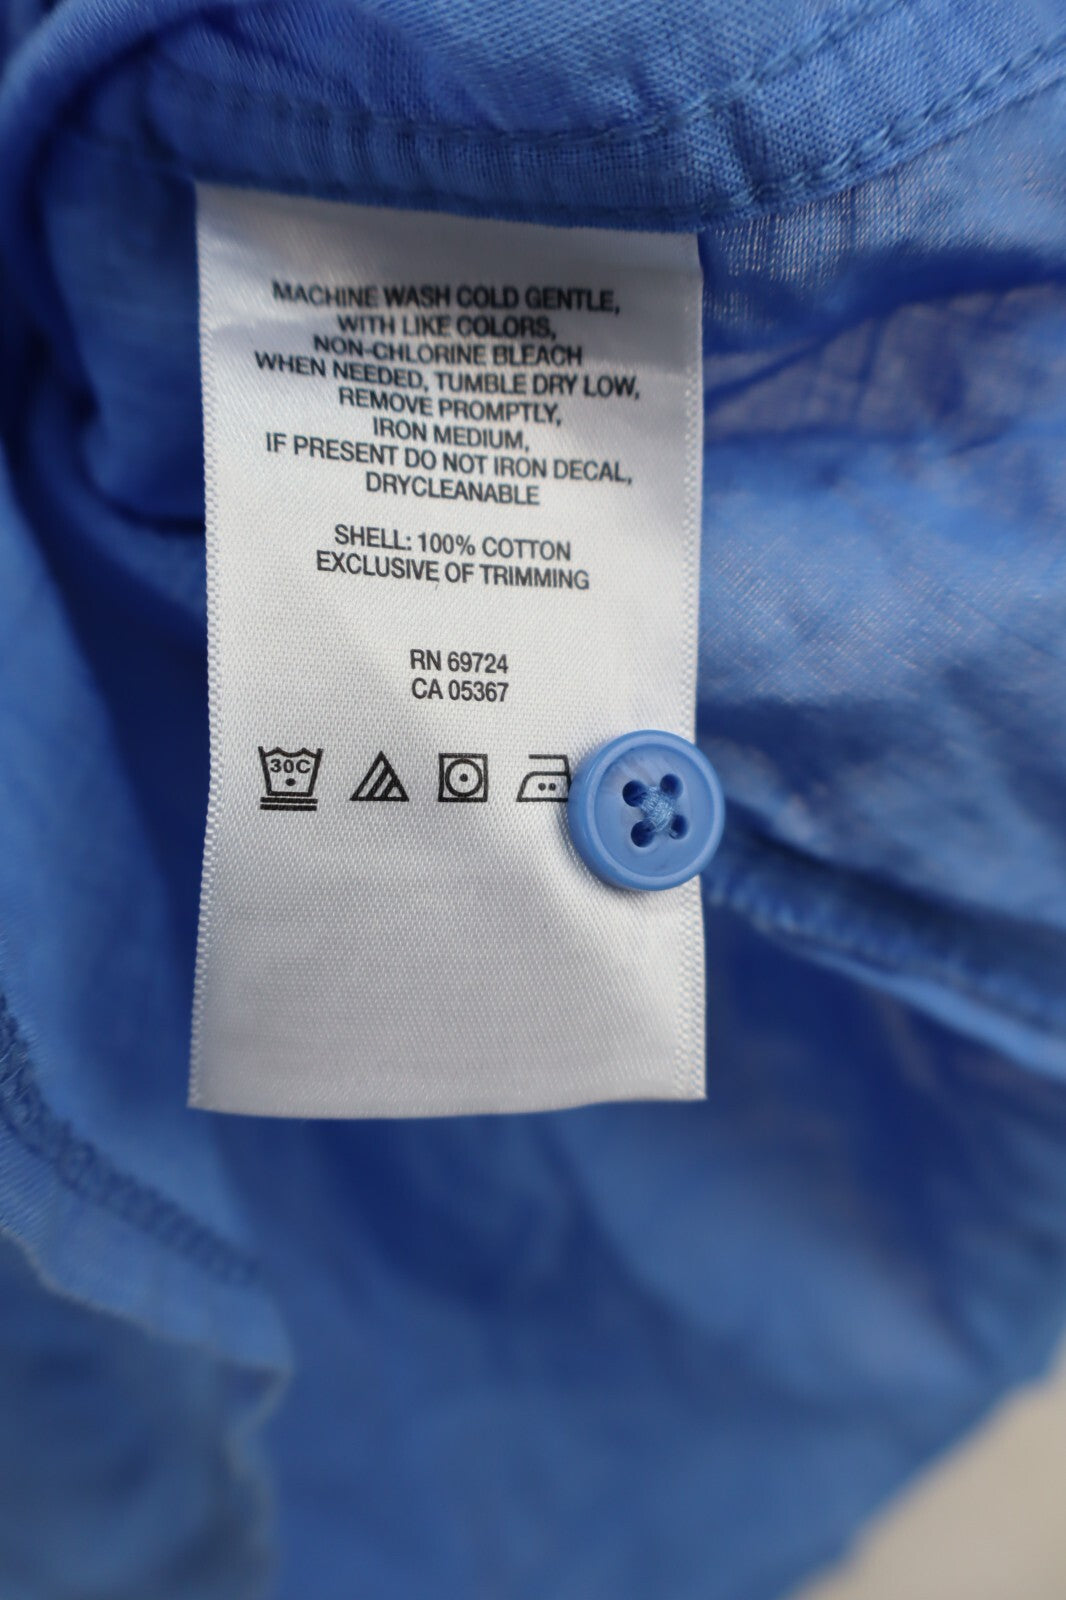 MACHINE WASH COLD GENTLE,
WITH LIKE COLORS,
NON-CHLORINE BLEACH
WHEN NEEDED, TUMBLE DRY LOW,
REMOVE PROMPTLY,
IRON MEDIUM,
IF PRESENT DO NOT IRON DECAL,
DRYCLEANABLE
SHELL: 100% COTTON
EXCLUSIVE OF TRIMMING
RN 69724
CA 05367
30C